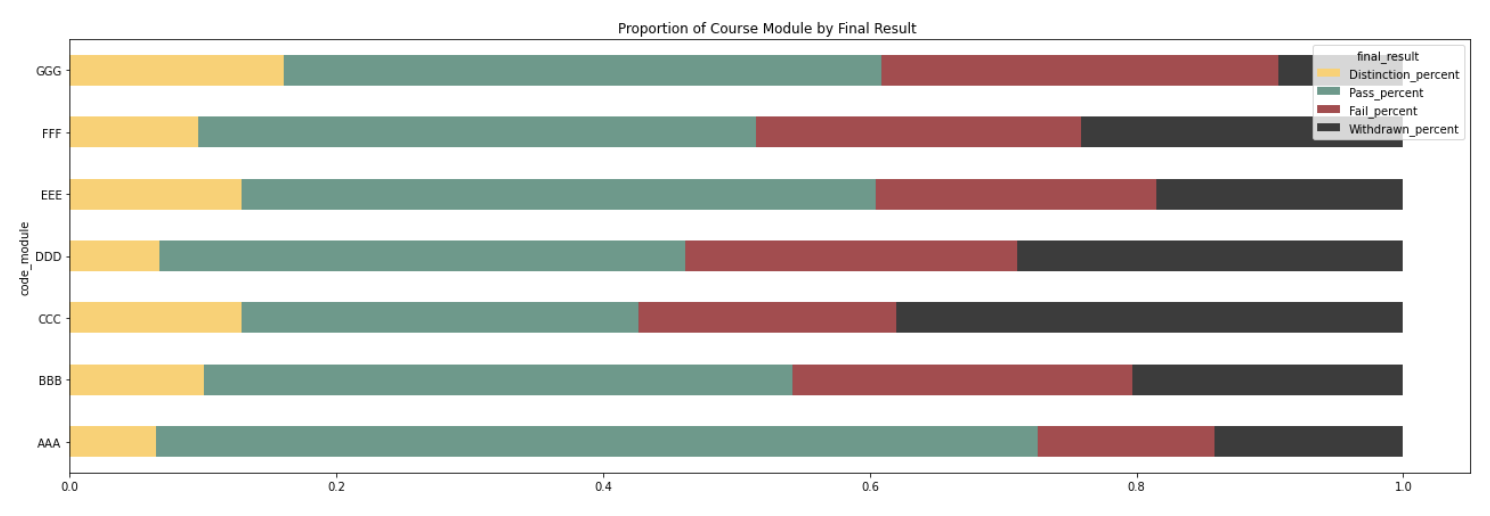 Proportion of Course Module by Final Result
final_result
Distinction_percent
Pass_percent
Fail_percent
Withdrawn_percent
code_module
GGG
FFF
EEE
DDD
CCC
BBB
AAA
0.0 0.2 0.4 0.6 0.8 1.0